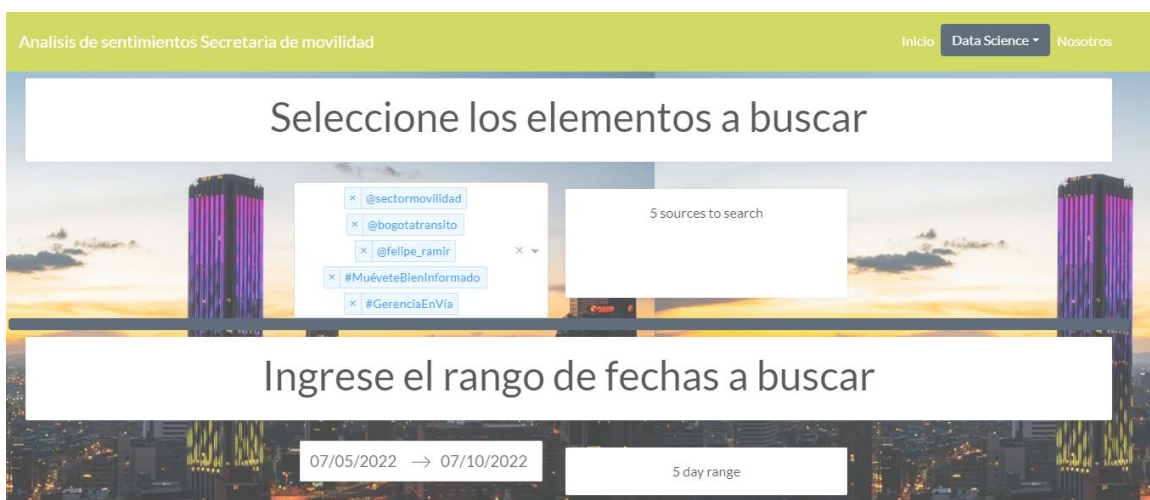 Analisis de sentimientos Secretaria de movilidad
Inicio Data Science Nosotros
Seleccione los elementos a buscar
× @sectormovilidad
× @bogotatransito
× @felipe_ramir
× #MuéveteBienInformado
× #GerenciaEnVía
5 sources to search
Ingrese el rango de fechas a buscar
07/05/2022 → 07/10/2022
5 day range